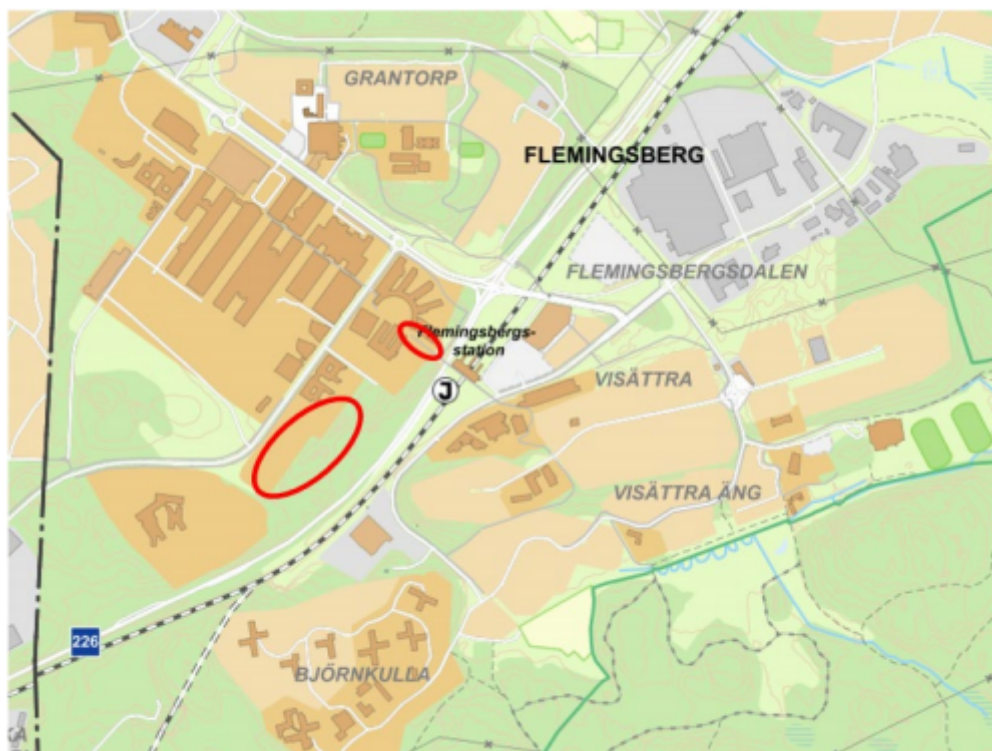 GRANTORP
FLEMINGSBERG
FLEMINGSBERGSDALEN
Flemingsbergs-
station
J
VISÄTTRA
VISÄTTRA ÄNG
226
BJÖRNKULLA